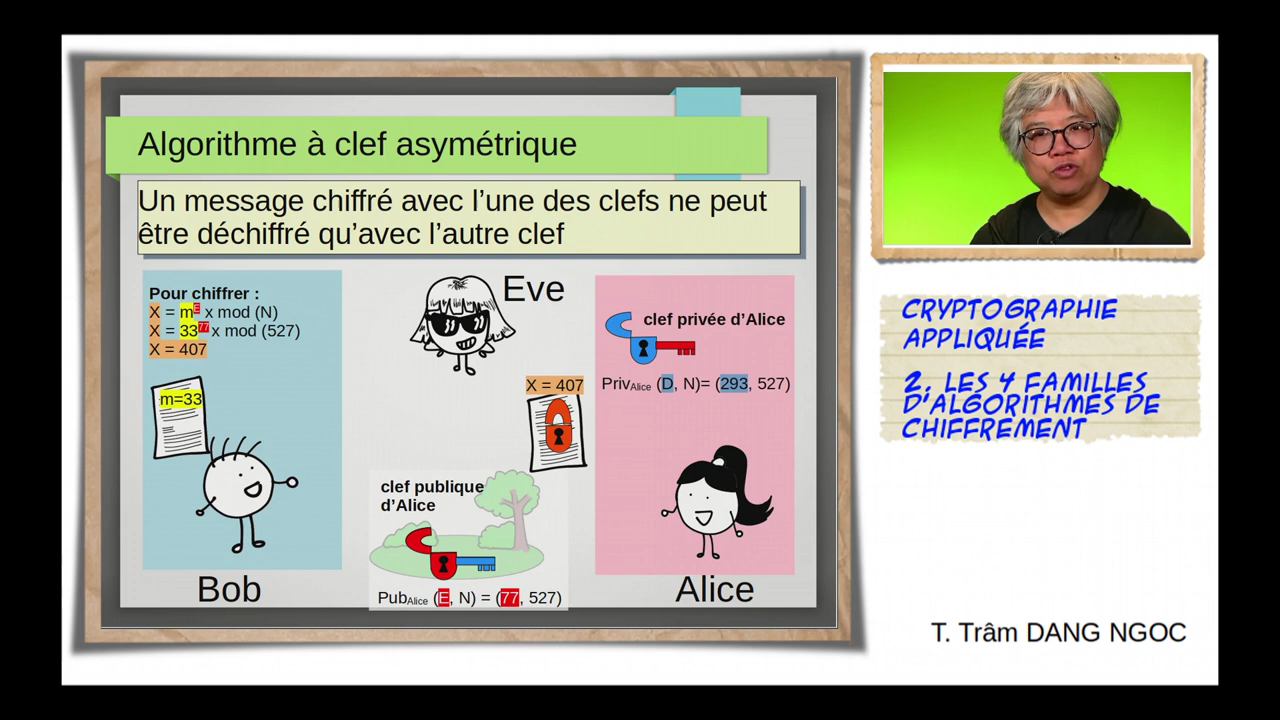 Algorithme à clef asymétrique
Un message chiffré avec l’une des clefs ne peut
être déchiffré qu’avec l’autre clef
Pour chiffrer :
X = mE x mod (N)
X = 3377 x mod (527)
X = 407
m=33
Bob
Eve
X = 407
clef publique
d’Alice
PubAlice (E, N) = (77, 527)
clef privée d’Alice
PrivAlice (D, N)= (293, 527)
Alice
CRYPTOGRAPHIE
APPLIQUÉE
2. LES 4 FAMILLES
D'ALGORITHMES DE
CHIFFREMENT
T. Trâm DANG NGOC